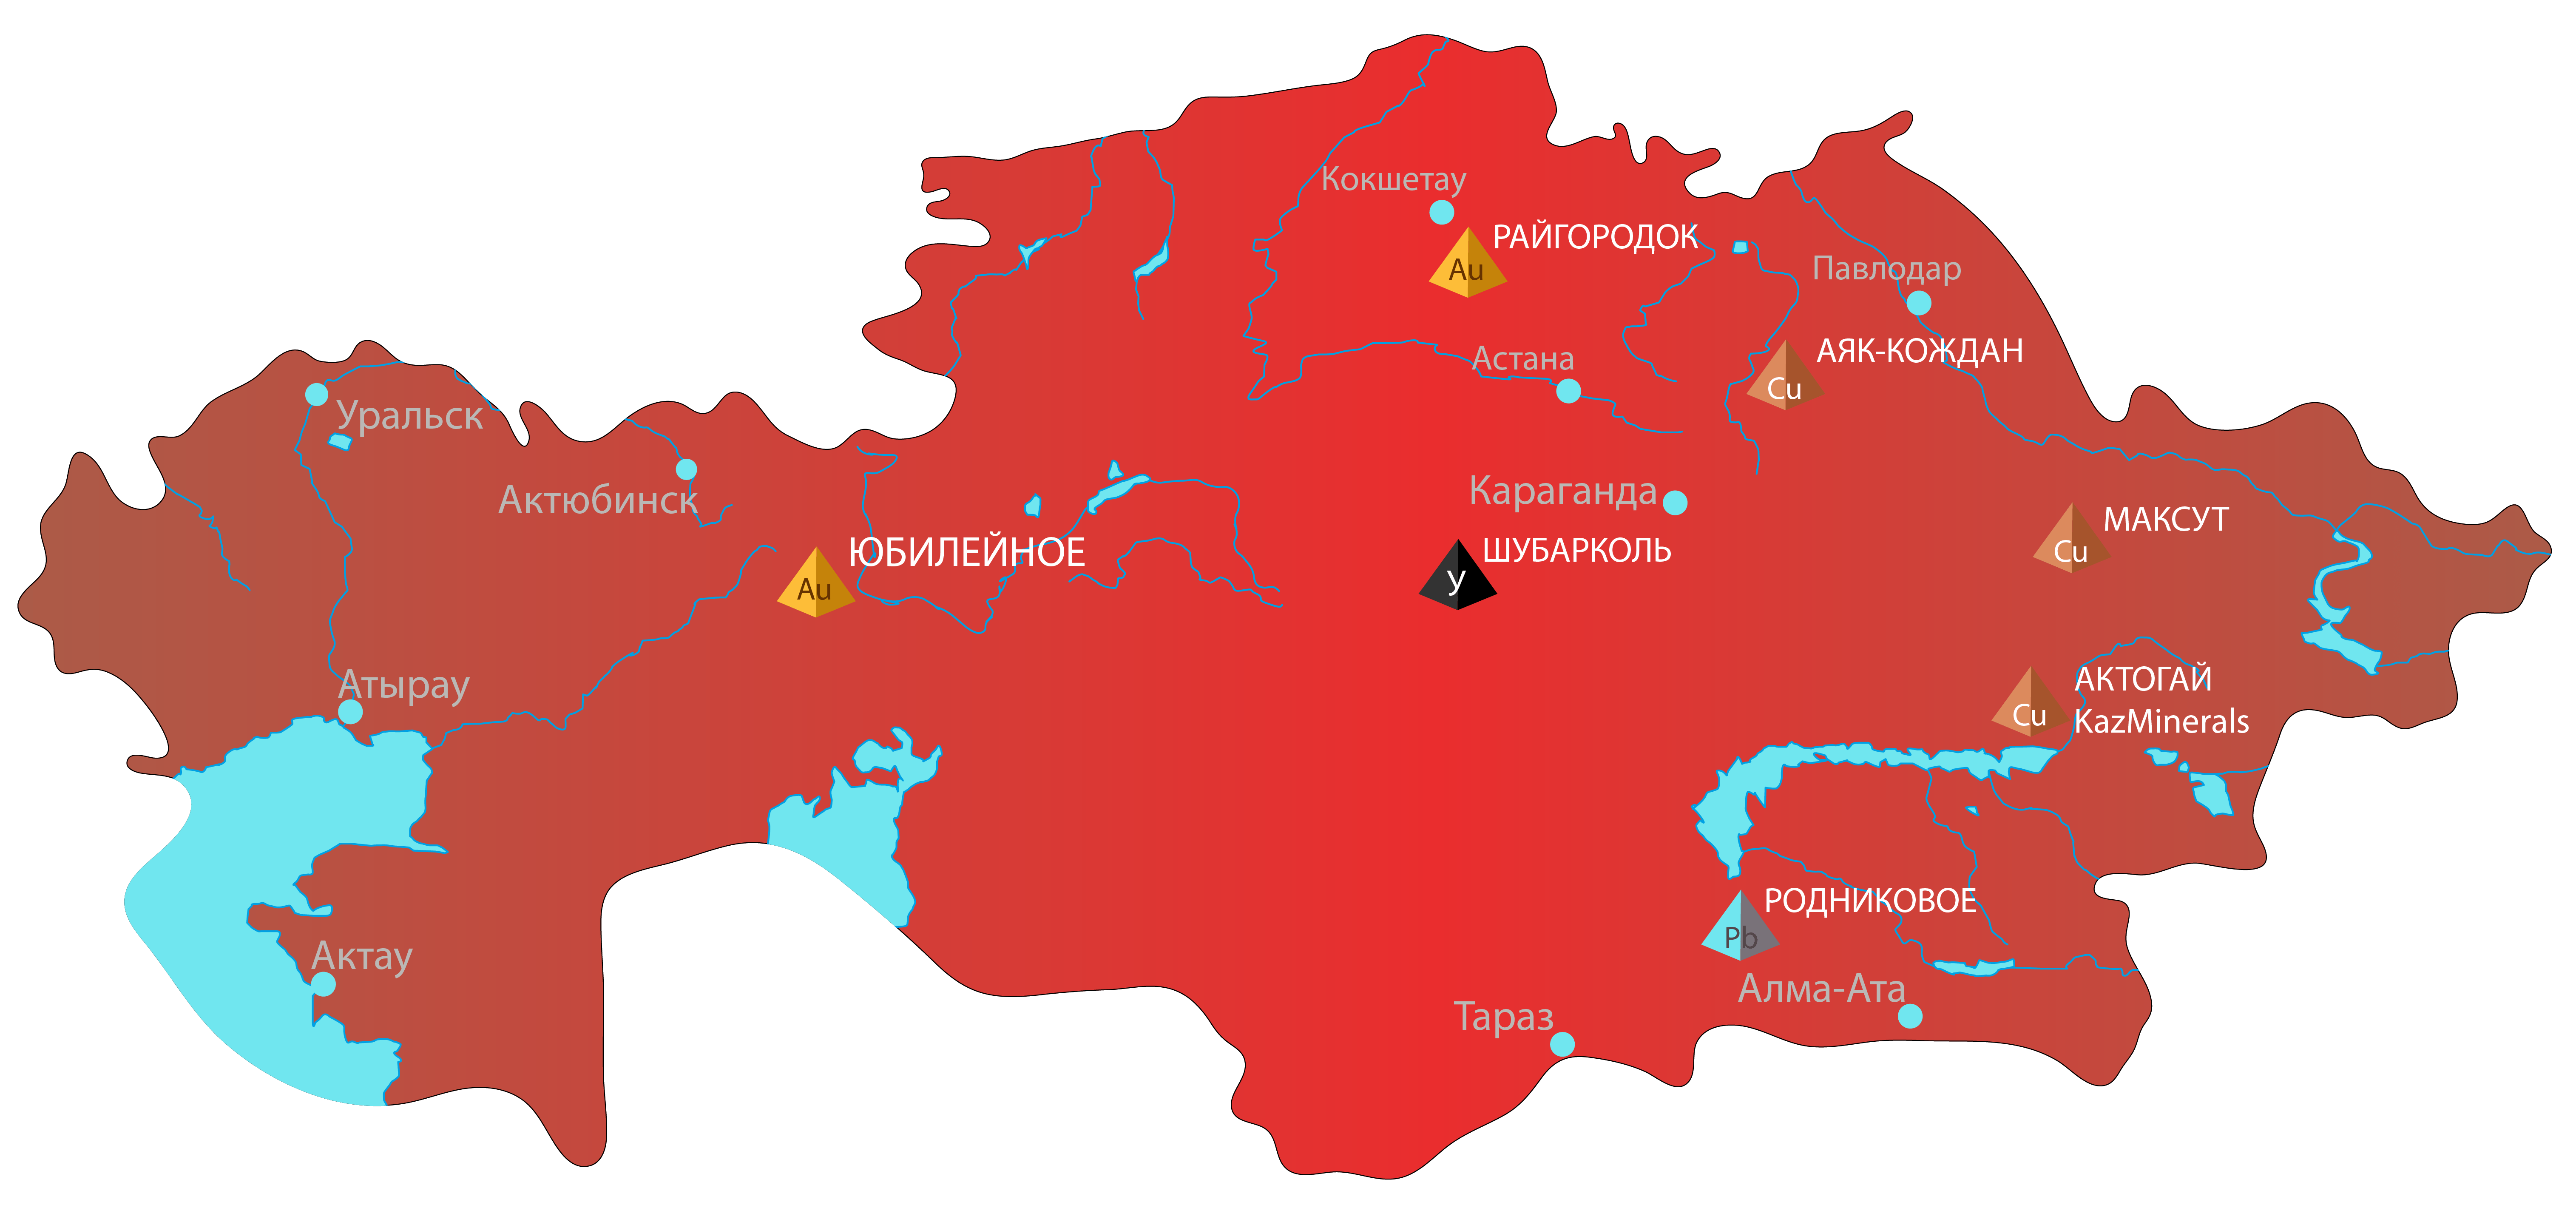 Кокшетау
РАЙГОРОДОК
Au
Павлодар
АЯК-КОЖДАН
Cu
Астана
Уральск
Актюбинск
Караганда
МАКСУТ
Cu
ЮБИЛЕЙНОЕ
Au
ШУБАРКОЛЬ
У
Атырау
АКТОГАЙ
KazMinerals
Cu
РОДНИКОВОЕ
Pb
Актау
Алма-Ата
Тараз